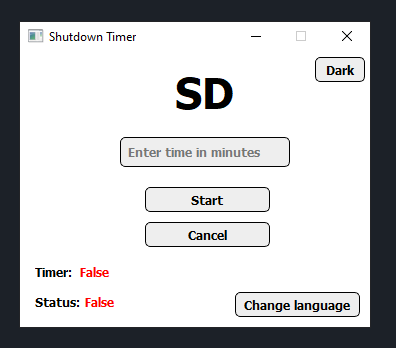 Shutdown Timer
Dark
SD
Enter time in minutes
Start
Cancel
Timer: False
Status: False
Change language